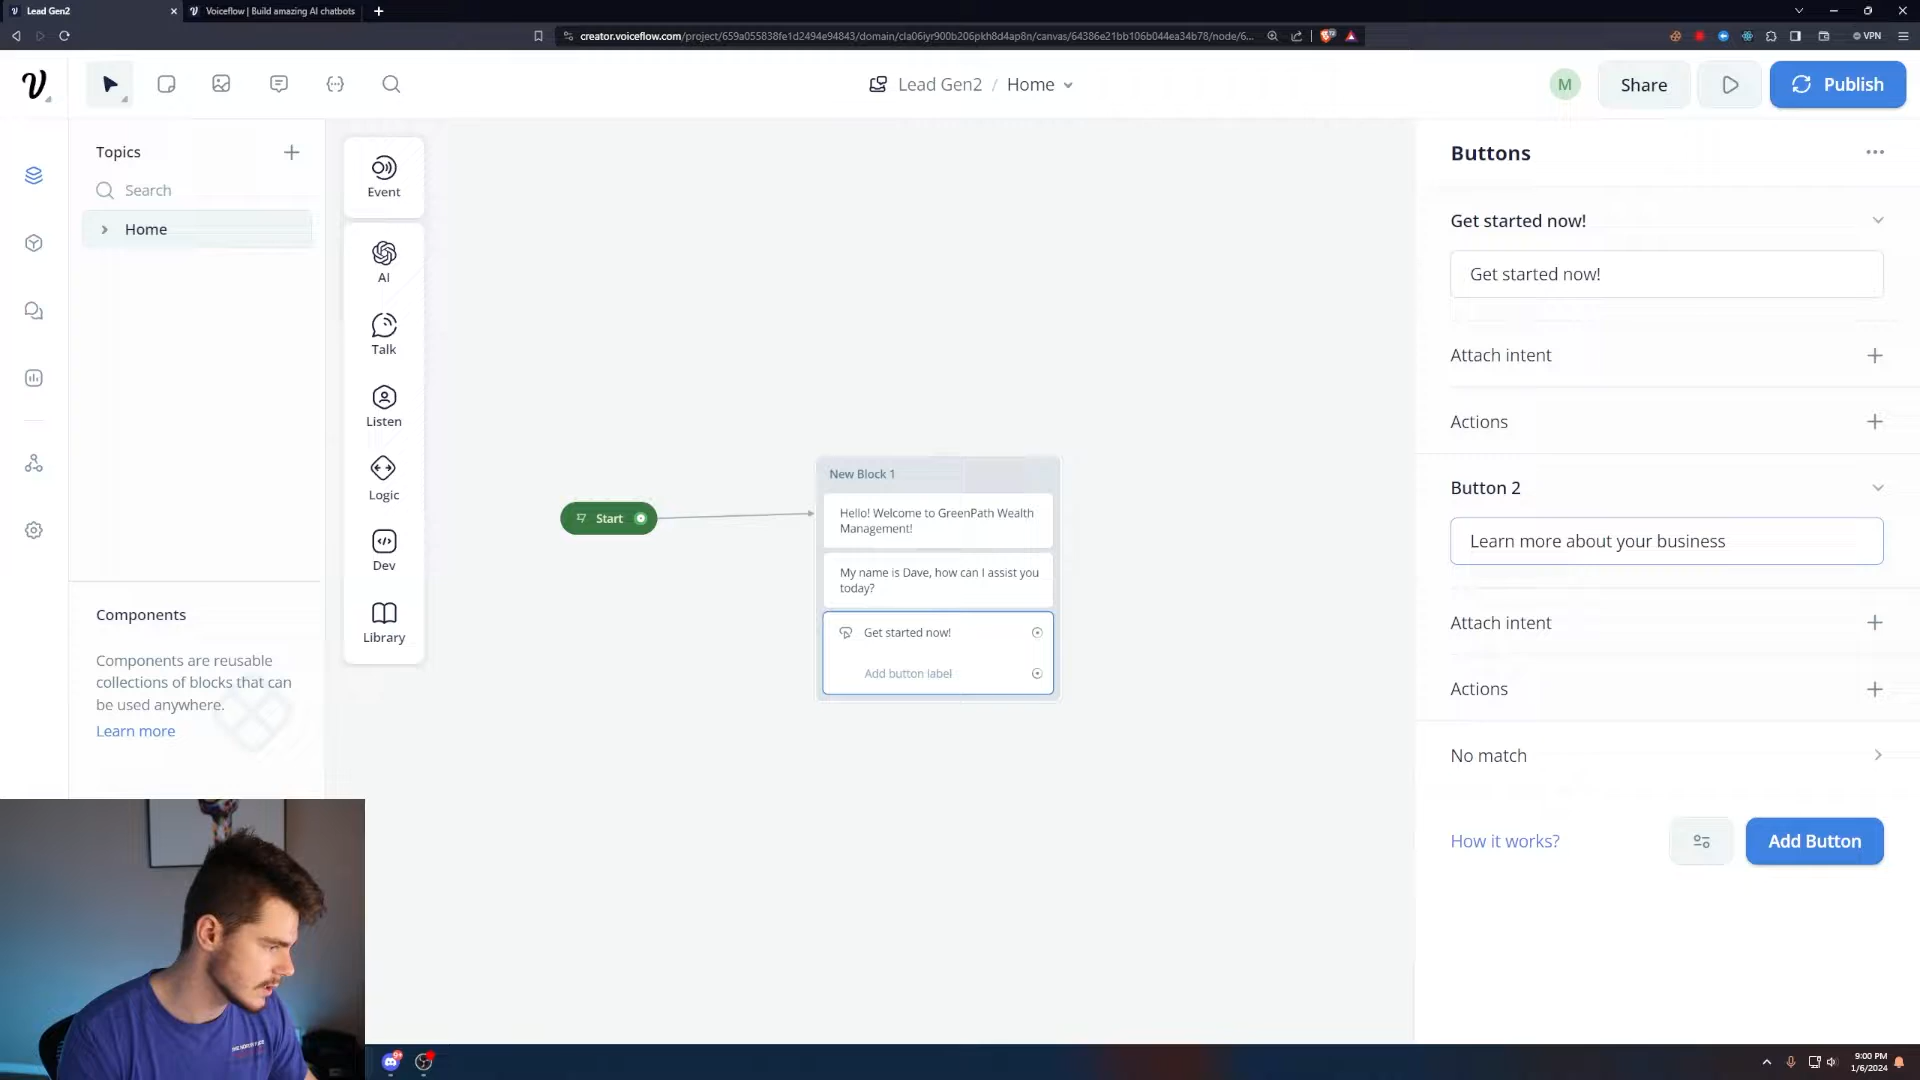 Lead Gen2
Voiceflow | Build amazing AI chatbots
creator.voiceflow.com/project/659a055838fe1d2494e94843/domain/cla06iyr900b206pkh8d4ap8n/canvas/64386e21bb106b044ea34b78/node/6...
VPN
Lead Gen2 / Home
M
Share
Publish
Topics
Search
Home
Event
AI
Talk
Listen
Logic
Dev
Library
Components
Components are reusable
collections of blocks that can
be used anywhere.
Learn more
Start
New Block 1
Hello! Welcome to GreenPath Wealth
Management!
My name is Dave, how can I assist you
today?
Get started now!
Add button label
Buttons
Get started now!
Get started now!
Attach intent
Actions
Button 2
Learn more about your business
Attach intent
Actions
No match
How it works?
Add Button
9:00 PM
1/6/2024